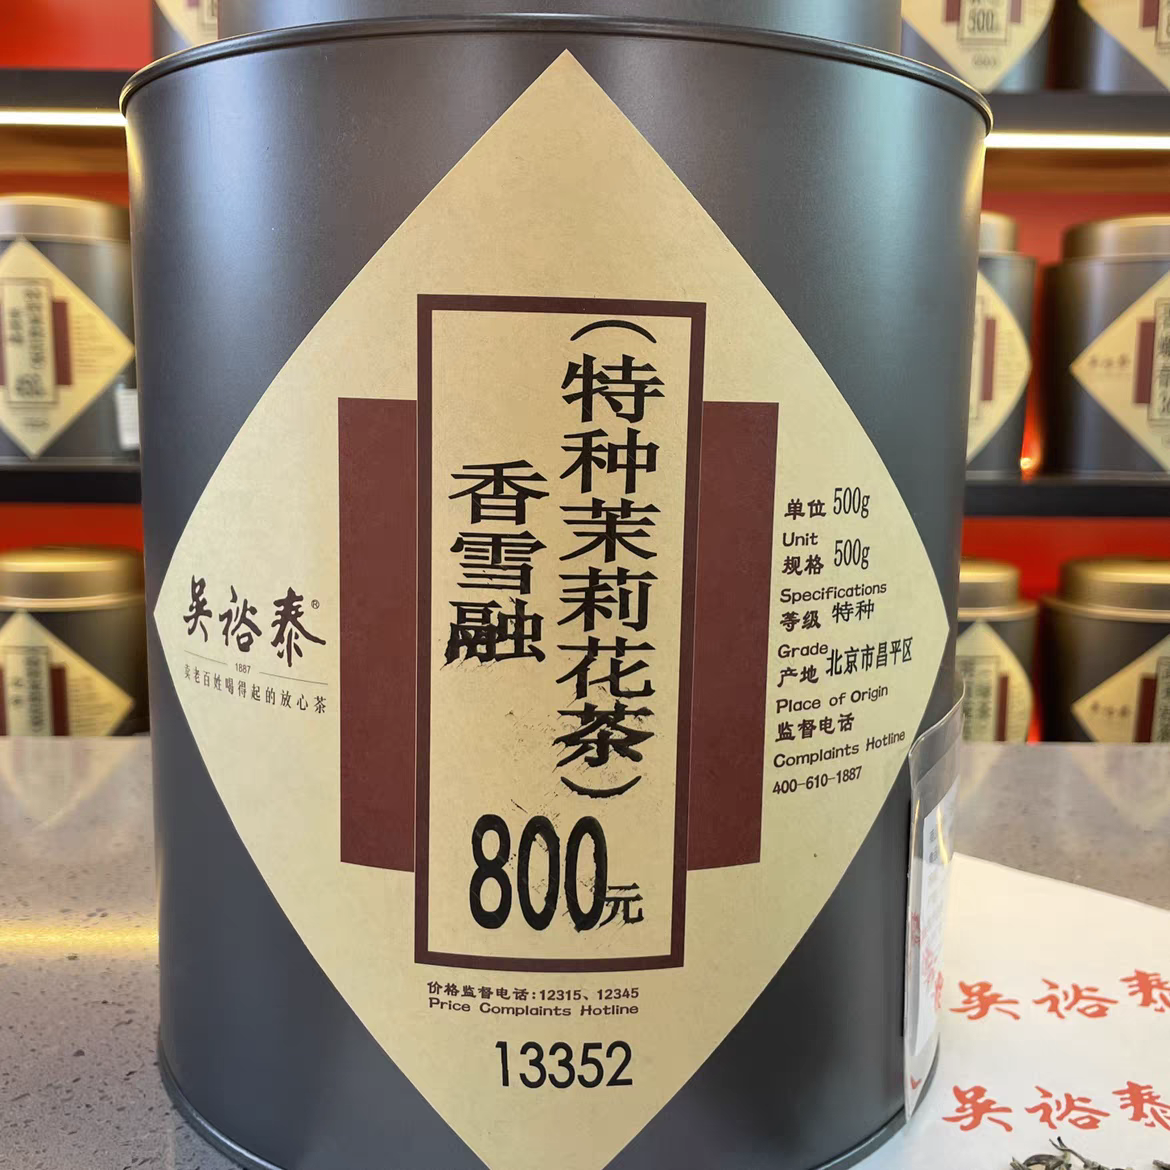 （特种茉莉花茶）
香雪融
800元
吴裕泰®
1887
卖老百姓喝得起的放心茶
单位 500g
Unit
规格 500g
Specifications
等级 特种
Grade
产地 北京市昌平区
Place of Origin
监督电话
Complaints Hotline
400-610-1887
价格监督电话:12315、12345
Price Complaints Hotline
13352
吴裕泰
吴裕泰